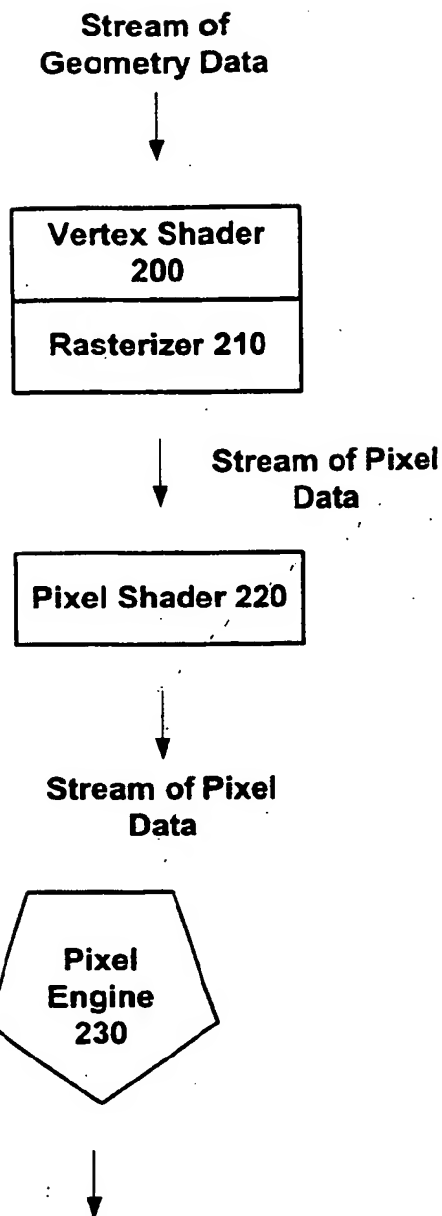 Stream of
Geometry Data
Vertex Shader
200
Rasterizer 210
Stream of Pixel
Data
Pixel Shader 220
Stream of Pixel
Data
Pixel
Engine
230